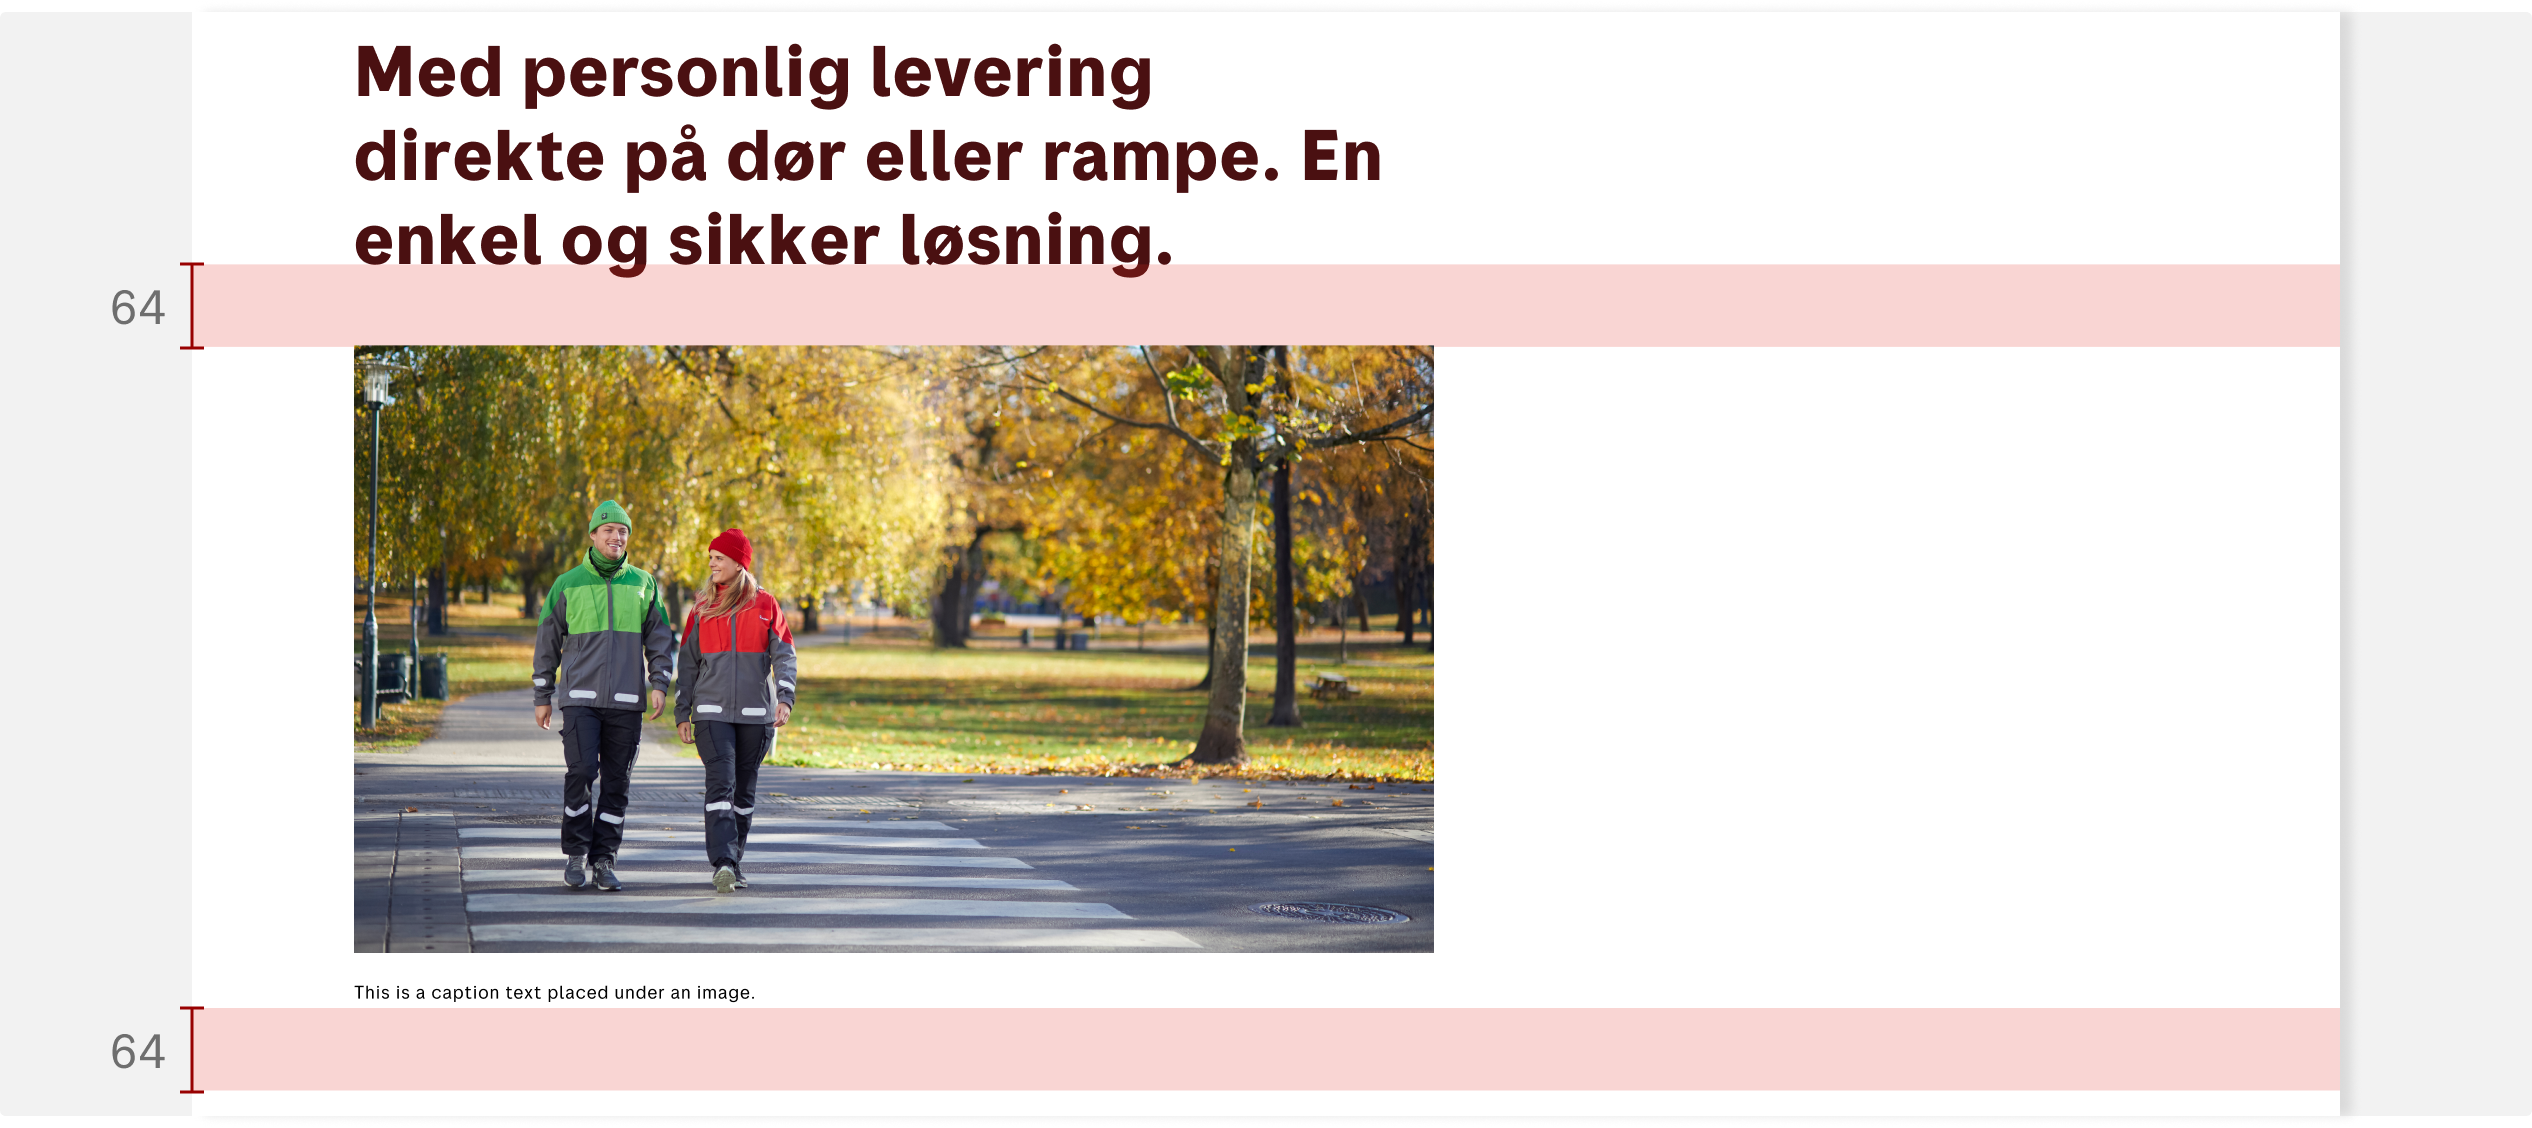 Med personlig levering
direkte på dør eller rampe. En
enkel og sikker løsning.
64
This is a caption text placed under an image.
64